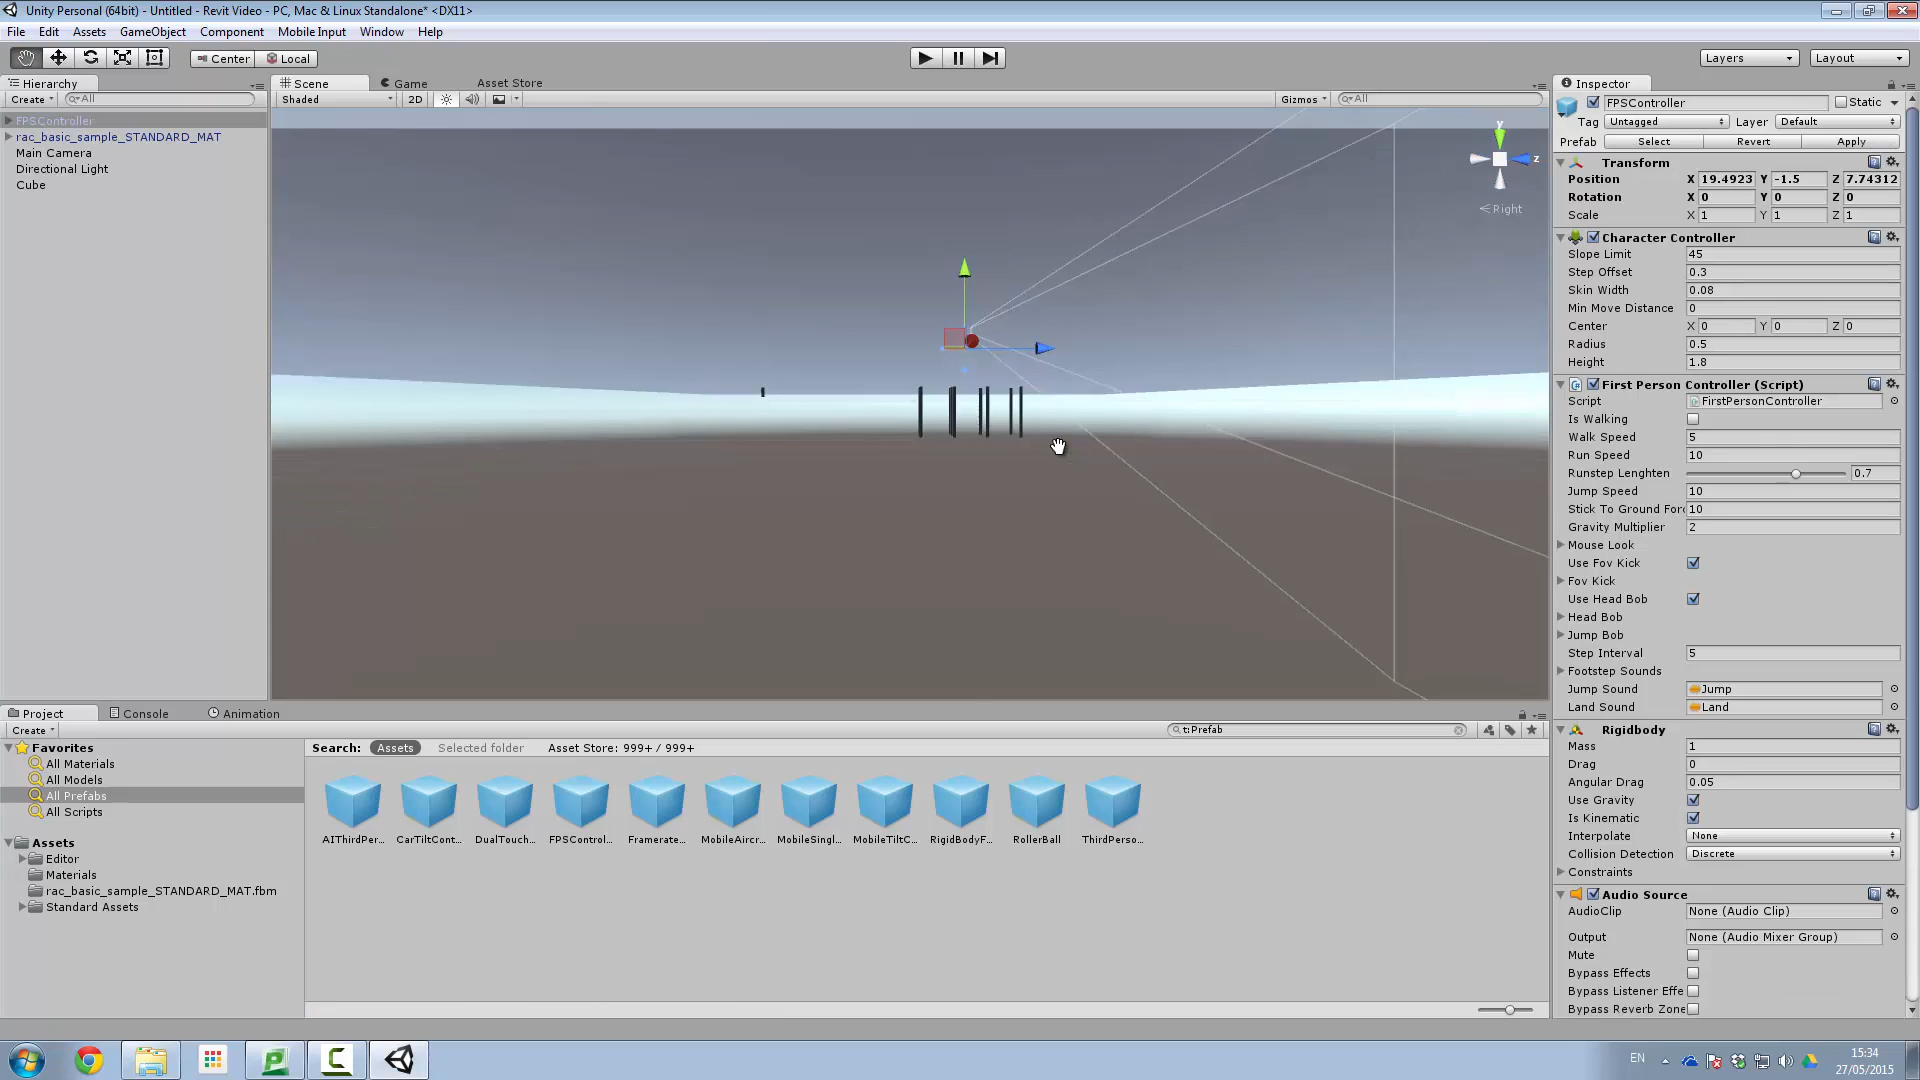 Unity Personal (64bit) - Untitled - Revit Video - PC, Mac & Linux Standalone* <DX11>
File Edit Assets GameObject Component Mobile Input Window Help
Center Local
Layers Layout
Hierarchy
Create All
FPSController
rac_basic_sample_STANDARD_MAT
Main Camera
Directional Light
Cube
Scene Game Asset Store
Shaded 2D Gizmos All
y
z
Right
Inspector
FPSController Static
Tag Untagged Layer Default
Prefab Select Revert Apply
Transform
Position X 19.4923 Y -1.5 Z 7.74312
Rotation X 0 Y 0 Z 0
Scale X 1 Y 1 Z 1
Character Controller
Slope Limit 45
Step Offset 0.3
Skin Width 0.08
Min Move Distance 0
Center X 0 Y 0 Z 0
Radius 0.5
Height 1.8
First Person Controller (Script)
Script FirstPersonController
Is Walking
Walk Speed 5
Run Speed 10
Runstep Lenghten 0.7
Jump Speed 10
Stick To Ground For 10
Gravity Multiplier 2
Mouse Look
Use Fov Kick
Fov Kick
Use Head Bob
Head Bob
Jump Bob
Step Interval 5
Footstep Sounds
Jump Sound Jump
Land Sound Land
Rigidbody
Mass 1
Drag 0
Angular Drag 0.05
Use Gravity
Is Kinematic
Interpolate None
Collision Detection Discrete
Constraints
Audio Source
AudioClip None (Audio Clip)
Output None (Audio Mixer Group)
Mute
Bypass Effects
Bypass Listener Effe
Bypass Reverb Zone
Project Console Animation
Create t:Prefab
Favorites
All Materials
All Models
All Prefabs
All Scripts
Assets
Editor
Materials
rac_basic_sample_STANDARD_MAT.fbm
Standard Assets
Search: Assets Selected folder Asset Store: 999+ / 999+
AIThirdPer... CarTiltCont... DualTouch... FPSControl... Framerate... MobileAircr... MobileSingl... MobileTiltC... RigidBodyF... RollerBall ThirdPerso...
EN
15:34
27/05/2015